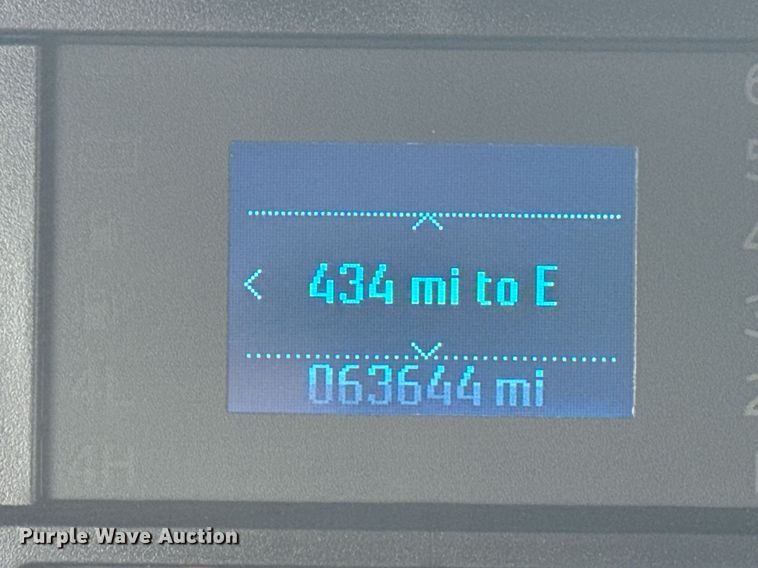 434 mi to E
063644 mi
Purple Wave Auction